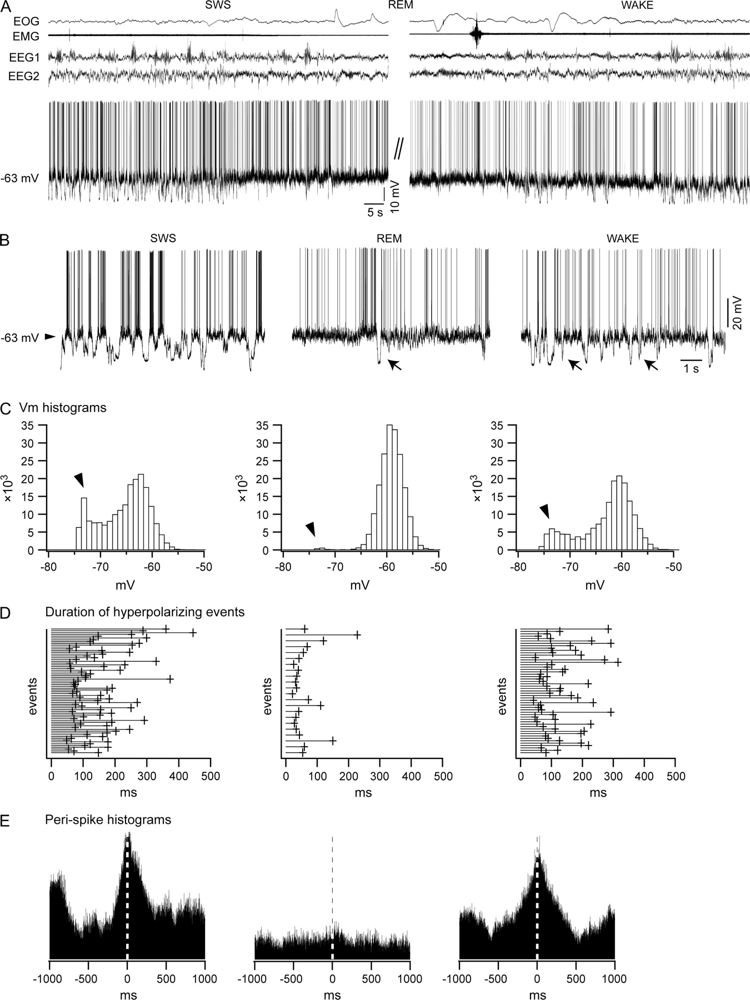 A SWS REM WAKE
EOG
EMG
EEG1
EEG2
-63 mV
//
5 s
10 mV
B SWS REM WAKE
-63 mV
20 mV
1 s
C Vm histograms
35 35 35
30 30 30
25 25 25
20 20 20
15 15 15
10 10 10
5 5 5
0 0 0
×10³ ×10³ ×10³
-80 -70 -60 -50 -80 -70 -60 -50 -80 -70 -60 -50
mV mV mV
D Duration of hyperpolarizing events
events events events
0 100 200 300 400 500 0 100 200 300 400 500 0 100 200 300 400 500
ms ms ms
E Peri-spike histograms
-1000 -500 0 500 1000 -1000 -500 0 500 1000 -1000 -500 0 500 1000
ms ms ms